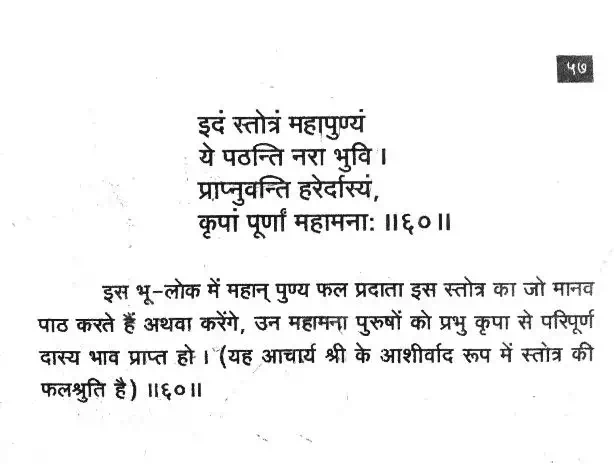 ५७
इदं स्तोत्रं महापुण्यं
ये पठन्ति नरा भुवि ।
प्राप्नुवन्ति हरेर्दास्यं,
कृपां पूर्णां महामनाः ॥६०॥
इस भू-लोक में महान् पुण्य फल प्रदाता इस स्तोत्र का जो मानव
पाठ करते हैं अथवा करेंगे, उन महामना पुरुषों को प्रभु कृपा से परिपूर्ण
दास्य भाव प्राप्त हो । (यह आचार्य श्री के आशीर्वाद रूप में स्तोत्र की
फलश्रुति है) ॥६०॥